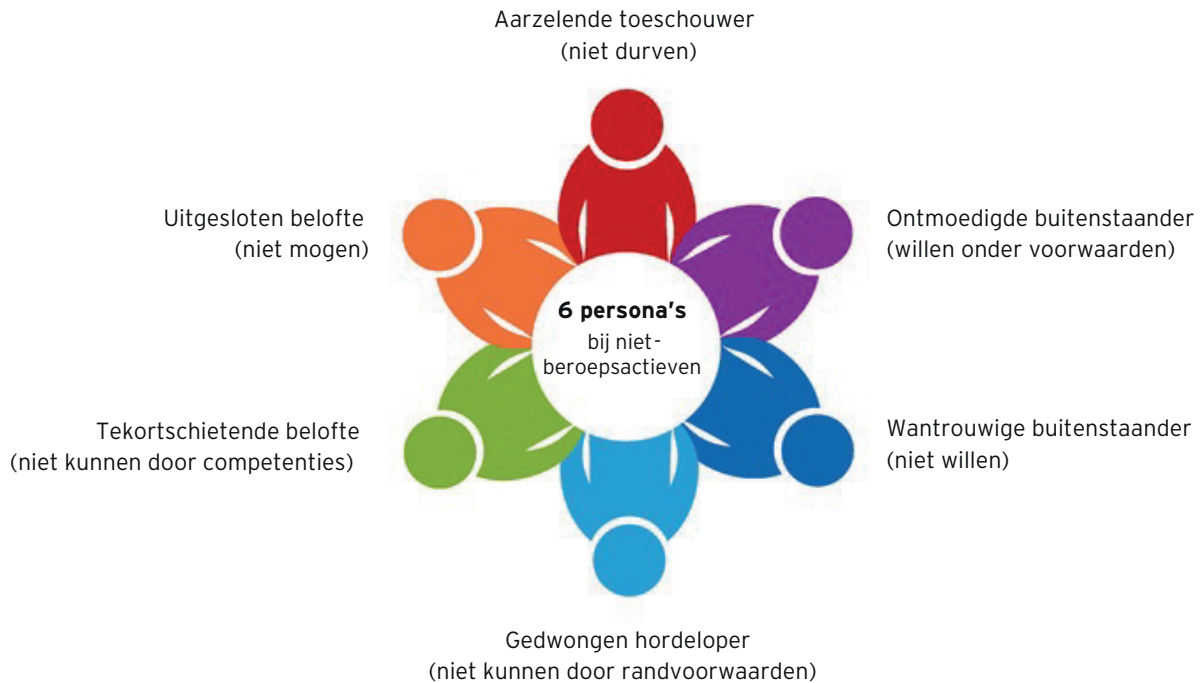 Aarzelende toeschouwer
(niet durven)
Uitgesloten belofte
(niet mogen)
Ontmoedigde buitenstaander
(willen onder voorwaarden)
6 persona's
bij niet-
beroepsactieven
Tekortschietende belofte
(niet kunnen door competenties)
Wantrouwige buitenstaander
(niet willen)
Gedwongen hordeloper
(niet kunnen door randvoorwaarden)